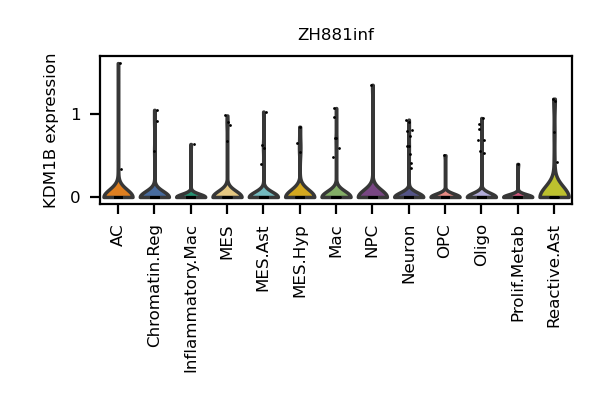 ZH881inf
KDM1B expression
1
0
AC
Chromatin.Reg
Inflammatory.Mac
MES
MES.Ast
MES.Hyp
Mac
NPC
Neuron
OPC
Oligo
Prolif.Metab
Reactive.Ast